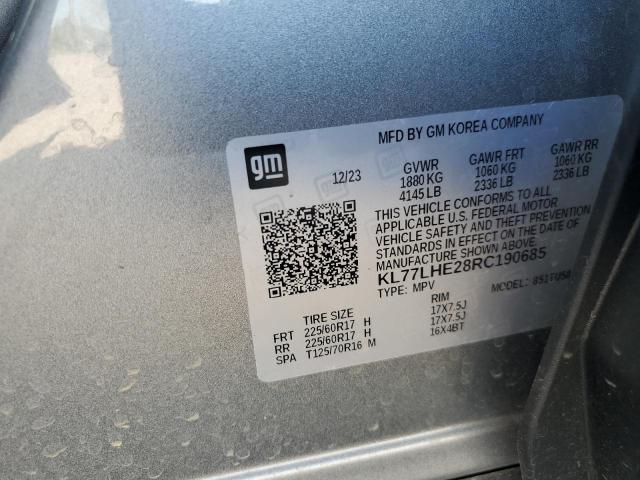 MFD BY GM KOREA COMPANY
gm
12/23
GVWR GAWR FRT GAWR RR
1880 KG 1060 KG 1060 KG
4145 LB 2336 LB 2336 LB
THIS VEHICLE CONFORMS TO ALL
APPLICABLE U.S. FEDERAL MOTOR
VEHICLE SAFETY AND THEFT PREVENTION
STANDARDS IN EFFECT ON THE DATE OF
MANUFACTURE SHOWN ABOVE.
KL77LHE28RC190685
TYPE: MPV MODEL:
TIRE SIZE RIM
FRT 225/60R17 H 17X7.5J
RR 225/60R17 H 17X7.5J
SPA T125/70R16 M 16X4BT